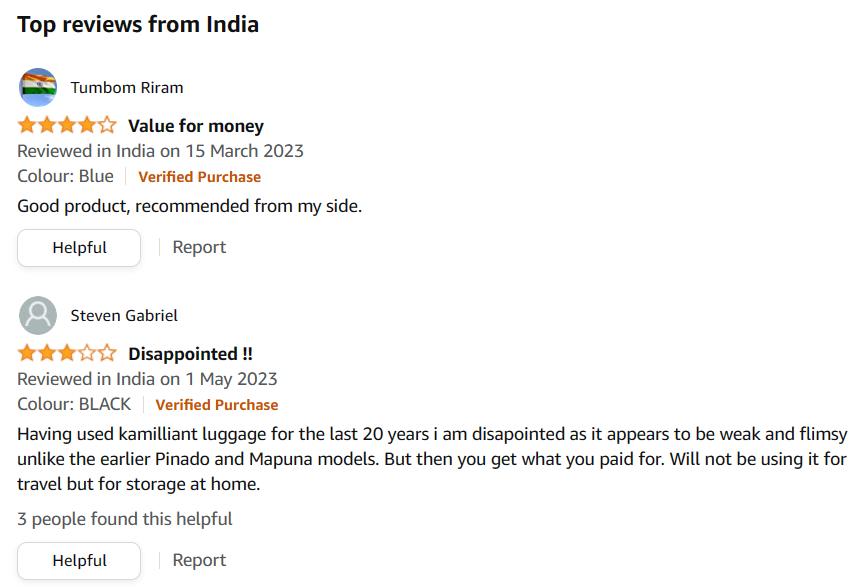 Top reviews from India
Tumbom Riram
Value for money
Reviewed in India on 15 March 2023
Colour: Blue Verified Purchase
Good product, recommended from my side.
Helpful Report
Steven Gabriel
Disappointed !!
Reviewed in India on 1 May 2023
Colour: BLACK Verified Purchase
Having used kamilliant luggage for the last 20 years i am disapointed as it appears to be weak and flimsy
unlike the earlier Pinado and Mapuna models. But then you get what you paid for. Will not be using it for
travel but for storage at home.
3 people found this helpful
Helpful Report